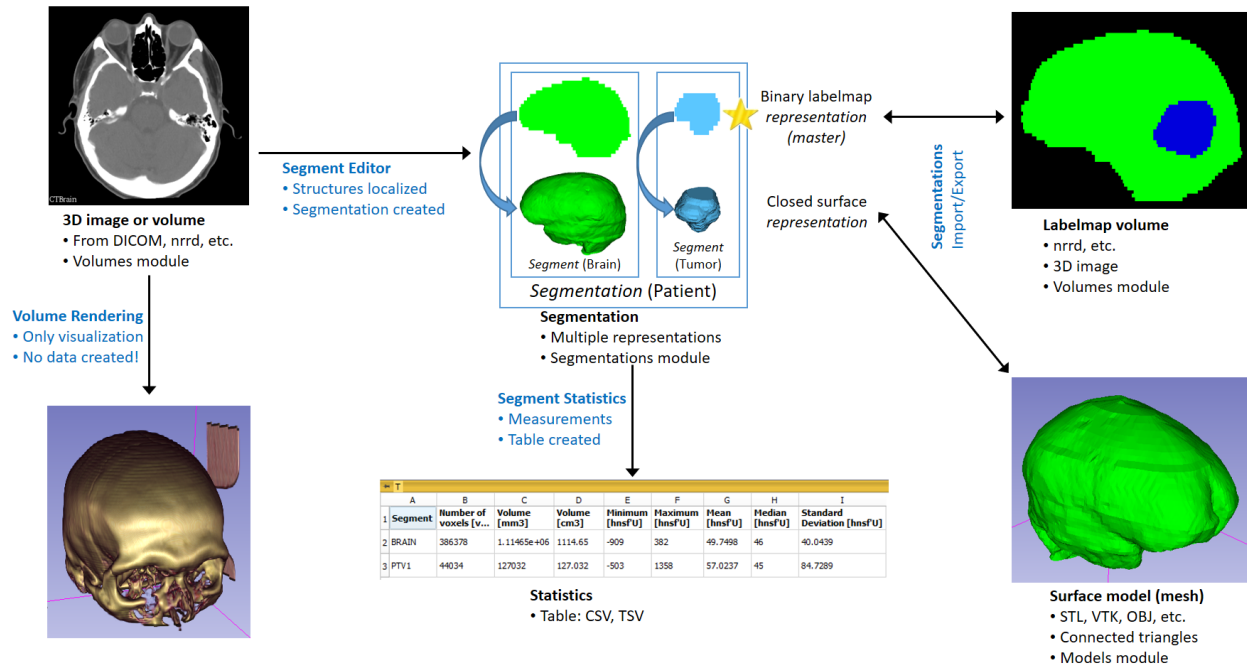 CTBrain
3D image or volume
• From DICOM, nrrd, etc.
• Volumes module
Volume Rendering
• Only visualization
• No data created!
Segment Editor
• Structures localized
• Segmentation created
Segment (Brain)
Segment
(Tumor)
Segmentation (Patient)
Binary labelmap
representation
(master)
Closed surface
representation
Segmentation
• Multiple representations
• Segmentations module
Segmentations
Import/Export
Labelmap volume
• nrrd, etc.
• 3D image
• Volumes module
Segment Statistics
• Measurements
• Table created
T
A B C D E F G H I
1 Segment Number of voxels [v... Volume [mm3] Volume [cm3] Minimum [hnsf'U] Maximum [hnsf'U] Mean [hnsf'U] Median [hnsf'U] Standard Deviation [hnsf'U]
2 BRAIN 386378 1.11465e+06 1114.65 -909 382 49.7498 46 40.0439
3 PTV1 44034 127032 127.032 -503 1358 57.0237 45 84.7289
Statistics
• Table: CSV, TSV
Surface model (mesh)
• STL, VTK, OBJ, etc.
• Connected triangles
• Models module